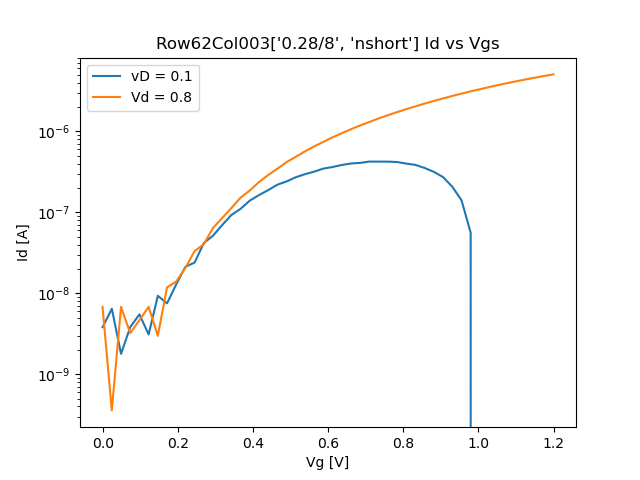 Row62Col003['0.28/8', 'nshort'] Id vs Vgs
vD = 0.1
Vd = 0.8
Id [A]
10⁻⁶
10⁻⁷
10⁻⁸
10⁻⁹
0.0 0.2 0.4 0.6 0.8 1.0 1.2
Vg [V]